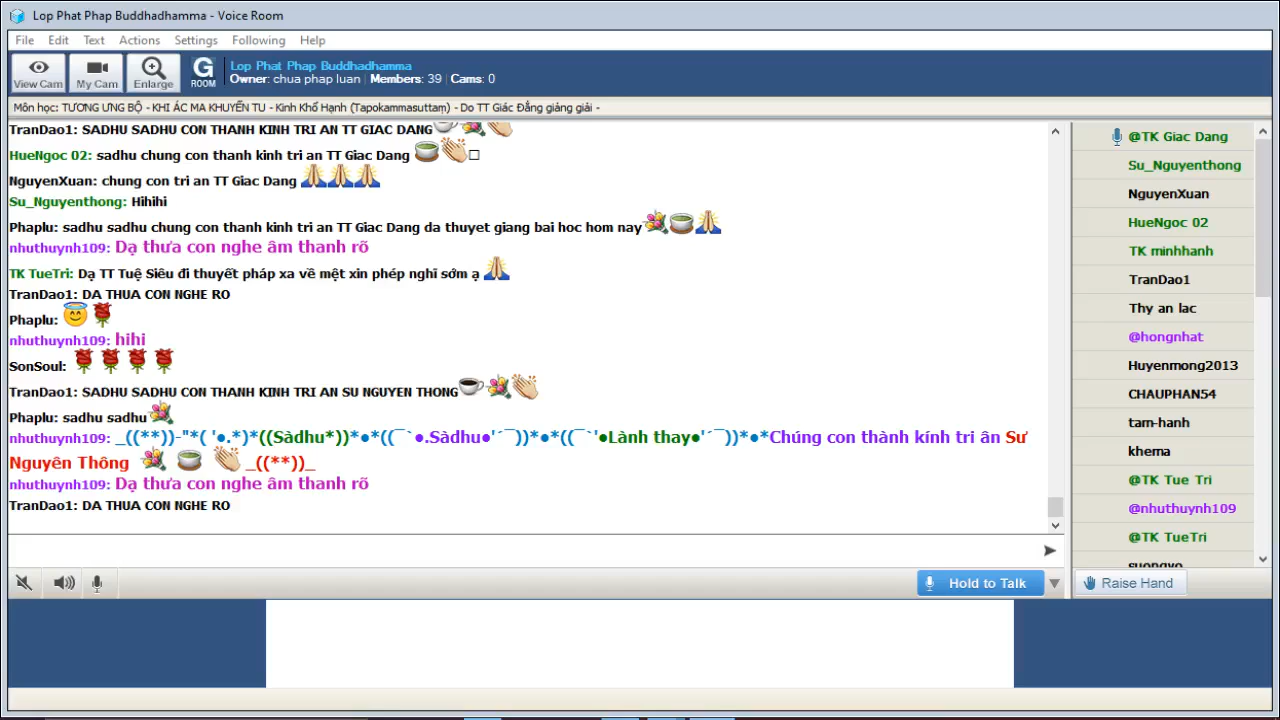 Lop Phat Phap Buddhadhamma - Voice Room
File Edit Text Actions Settings Following Help
View Cam My Cam Enlarge G ROOM
Lop Phat Phap Buddhadhamma
Owner: chua phap luan | Members: 39 | Cams: 0
Môn học: TƯƠNG ƯNG BỘ - KHI ÁC MA KHUYẾN TU - Kinh Khổ Hạnh (Tapokammasuttaṃ) - Do TT Giác Đẳng giảng giải -
TranDao1: SADHU SADHU CON THANH KINH TRI AN TT GIAC DANG
HueNgoc 02: sadhu chung con thanh kinh tri an TT Giac Dang
NguyenXuan: chung con tri an TT Giac Dang
Su_Nguyenthong: Hihihi
Phaplu: sadhu sadhu chung con thanh kinh tri an TT Giac Dang da thuyet giang bai hoc hom nay
nhuthuynh109: Dạ thưa con nghe âm thanh rõ
TK TueTri: Dạ TT Tuệ Siêu đi thuyết pháp xa về mệt xin phép nghĩ sớm ạ
TranDao1: DA THUA CON NGHE RO
Phaplu:
nhuthuynh109: hihi
SonSoul:
TranDao1: SADHU SADHU CON THANH KINH TRI AN SU NGUYEN THONG
Phaplu: sadhu sadhu
nhuthuynh109: _((**))-"*( '●.*)*((Sàdhu*))*●*((¯`●.Sàdhu●'´¯))*●*((¯`'●Lành thay●'´¯))*●*Chúng con thành kính tri ân Sư
Nguyên Thông _((**))_
nhuthuynh109: Dạ thưa con nghe âm thanh rõ
TranDao1: DA THUA CON NGHE RO
@TK Giac Dang
Su_Nguyenthong
NguyenXuan
HueNgoc 02
TK minhhanh
TranDao1
Thy an lac
@hongnhat
Huyenmong2013
CHAUPHAN54
tam-hanh
khema
@TK Tue Tri
@nhuthuynh109
@TK TueTri
Hold to Talk
Raise Hand